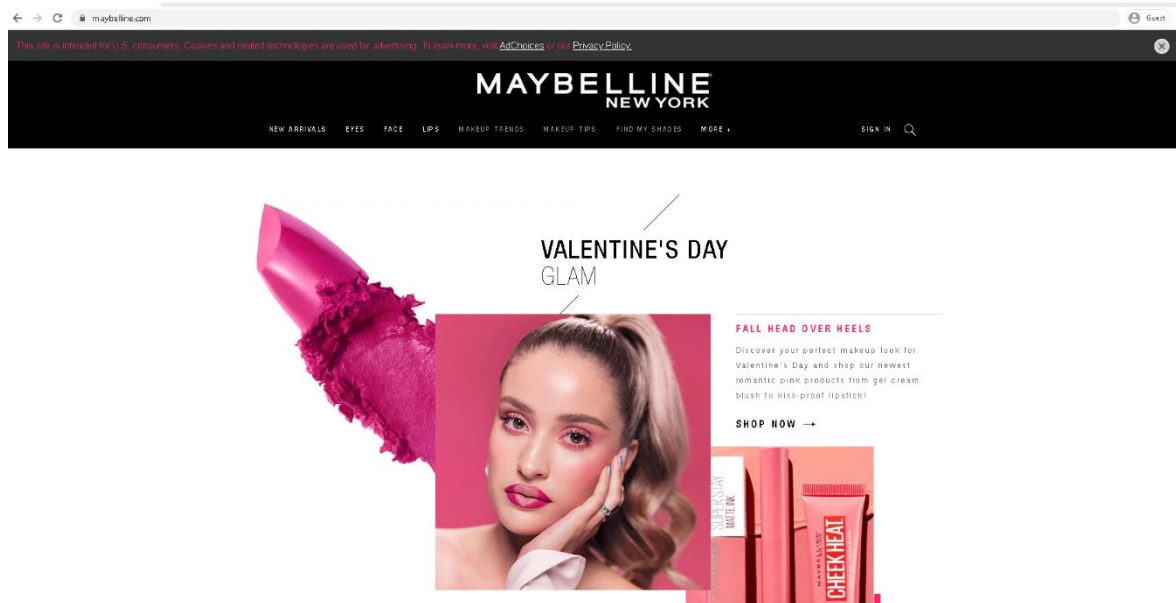 maybelline.com
Guest
This site is intended for U.S. consumers. Cookies and related technologies are used for advertising. To learn more, visit AdChoices or our Privacy Policy.
MAYBELLINE
NEW YORK
NEW ARRIVALS EYES FACE LIPS MAKEUP TRENDS MAKEUP TIPS FIND MY SHADES MORE + SIGN IN
VALENTINE'S DAY
GLAM
FALL HEAD OVER HEELS
Discover your perfect makeup look for
Valentine's Day and shop our newest
romantic pink products from gel cream
blush to kiss-proof lipstick!
SHOP NOW →
SUPERSTAY
MATTE INK
MAYBELLINE
CHEEK HEAT